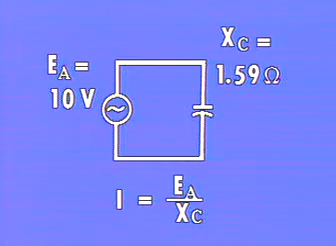 E_A =
10 V
X_C =
1.59 Ω
I = E_A / X_C